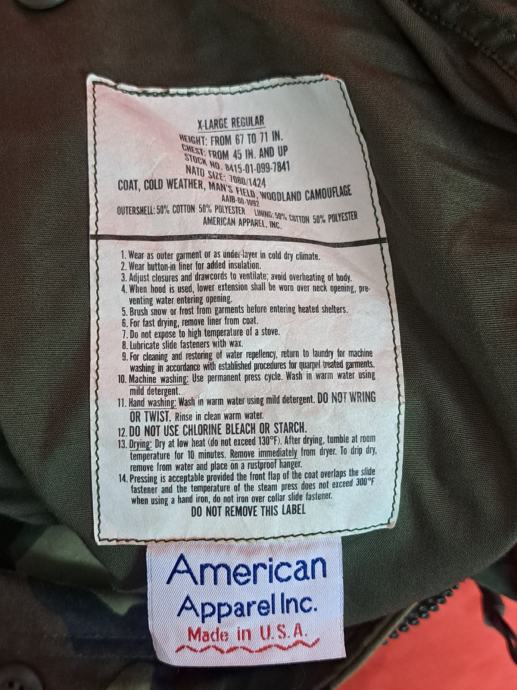 X-LARGE REGULAR
HEIGHT: FROM 67 TO 71 IN.
CHEST: FROM 45 IN. AND UP
STOCK NO. 8415-01-099-7841
NATO SIZE: 7080/1424
COAT, COLD WEATHER, MAN'S FIELD, WOODLAND CAMOUFLAGE
OUTERSHELL: 50% COTTON 50% POLYESTER LINING: 50% COTTON 50% POLYESTER
AMERICAN APPAREL, INC.
1. Wear as outer garment or as under-layer in cold dry climate.
2. Wear button-in liner for added insulation.
3. Adjust closures and drawcords to ventilate; avoid overheating of body.
4. When hood is used, lower extension shall be worn over neck opening, pre-
venting water entering opening.
5. Brush snow or frost from garments before entering heated shelters.
6. For fast drying, remove liner from coat.
7. Do not expose to high temperature of a stove.
8. Lubricate slide fasteners with wax.
9. For cleaning and restoring of water repellency, return to laundry for machine
washing in accordance with established procedures for quarpel treated garments.
10. Machine washing: Use permanent press cycle. Wash in warm water using
mild detergent.
11. Hand washing: Wash in warm water using mild detergent. DO NOT WRING
OR TWIST. Rinse in clean warm water.
12. DO NOT USE CHLORINE BLEACH OR STARCH.
13. Drying: Dry at low heat (do not exceed 130°F). After drying, tumble at room
temperature for 10 minutes. Remove immediately from dryer. To drip dry,
remove from water and place on a rustproof hanger.
14. Pressing is acceptable provided the front flap of the coat overlaps the slide
fastener and the temperature of the steam press does not exceed 300°F
when using a hand iron, do not iron over collar slide fastener.
DO NOT REMOVE THIS LABEL
American
Apparel Inc.
Made in U.S.A.